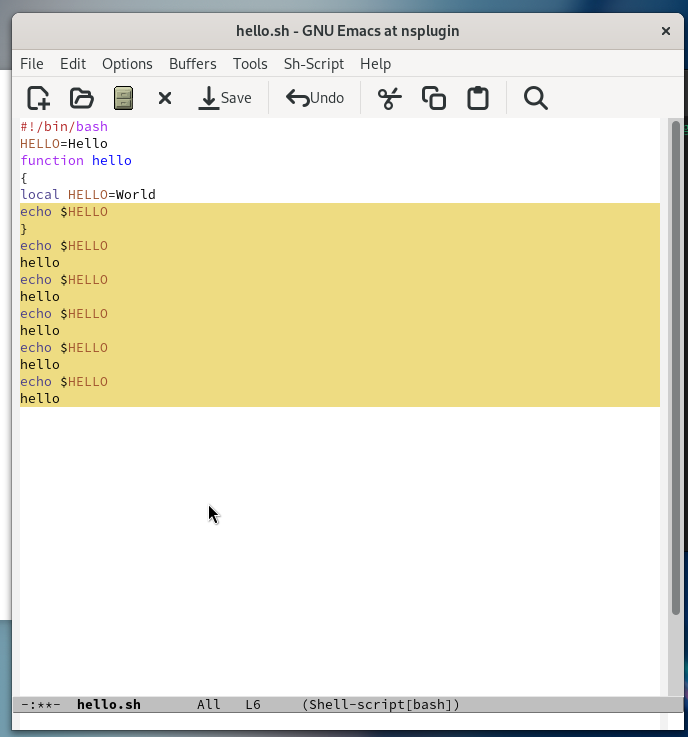 hello.sh - GNU Emacs at nsplugin ×
File Edit Options Buffers Tools Sh-Script Help
Save Undo
#!/bin/bash
HELLO=Hello
function hello
{
local HELLO=World
echo $HELLO
}
echo $HELLO
hello
echo $HELLO
hello
echo $HELLO
hello
echo $HELLO
hello
echo $HELLO
hello
-:**- hello.sh All L6 (Shell-script[bash])